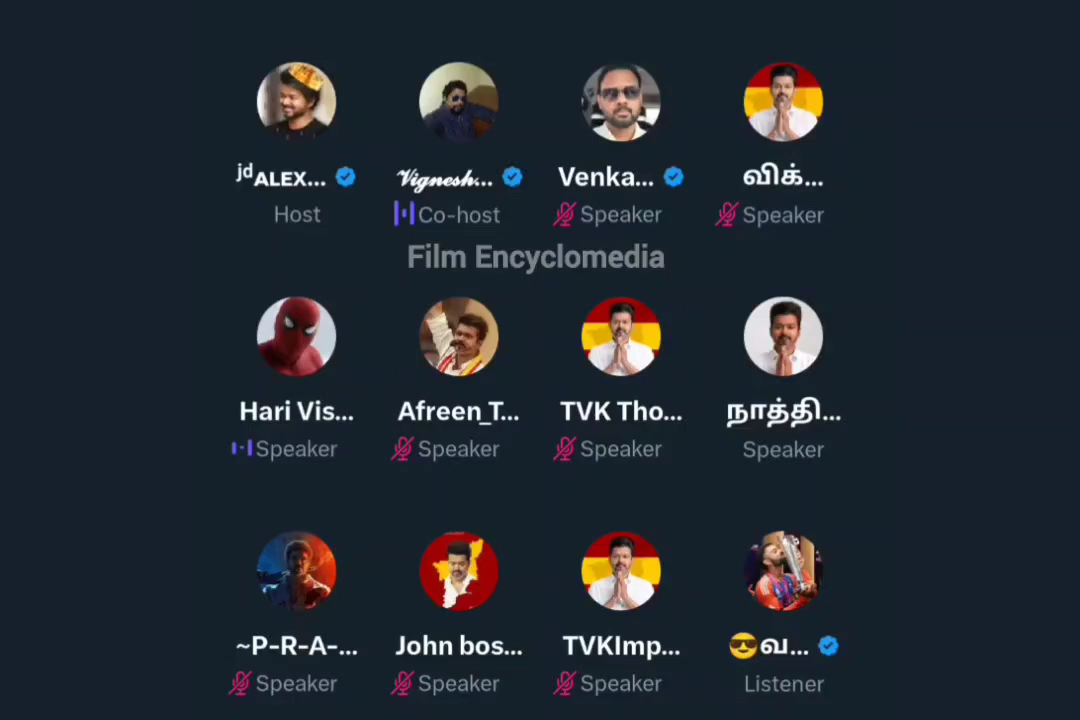 jdALEX... 𝓥𝓲𝓰𝓷𝓮𝓼𝓱... Venka... விக்...
Host Co-host Speaker Speaker
Film Encyclomedia
Hari Vis... Afreen_T... TVK Tho... நாத்தி...
Speaker Speaker Speaker Speaker
~P-R-A-... John bos... TVKImp... 😎வ...
Speaker Speaker Speaker Listener